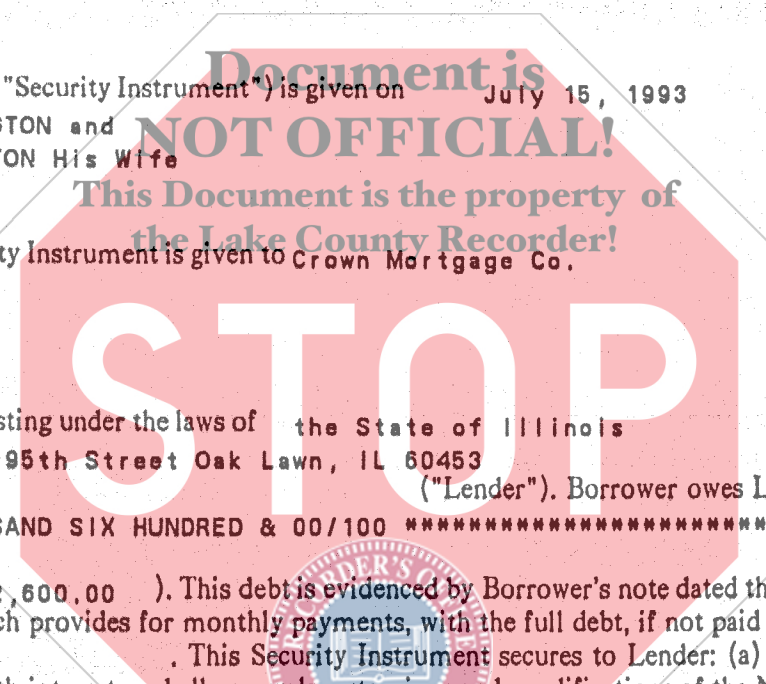 Document is
"Security Instrument") is given on July 15, 1993
GTON and
NOT OFFICIAL!
TON His Wife
This Document is the property of
the Lake County Recorder!
ty Instrument is given to Crown Mortgage Co.
STOP
sting under the laws of the State of Illinois
95th Street Oak Lawn, IL 60453
("Lender"). Borrower owes L
SAND SIX HUNDRED & 00/100 **************************
2,600.00 ). This debt is evidenced by Borrower's note dated th
RECORDER'S OFFICE
ch provides for monthly payments, with the full debt, if not paid
. This Security Instrument secures to Lender: (a)